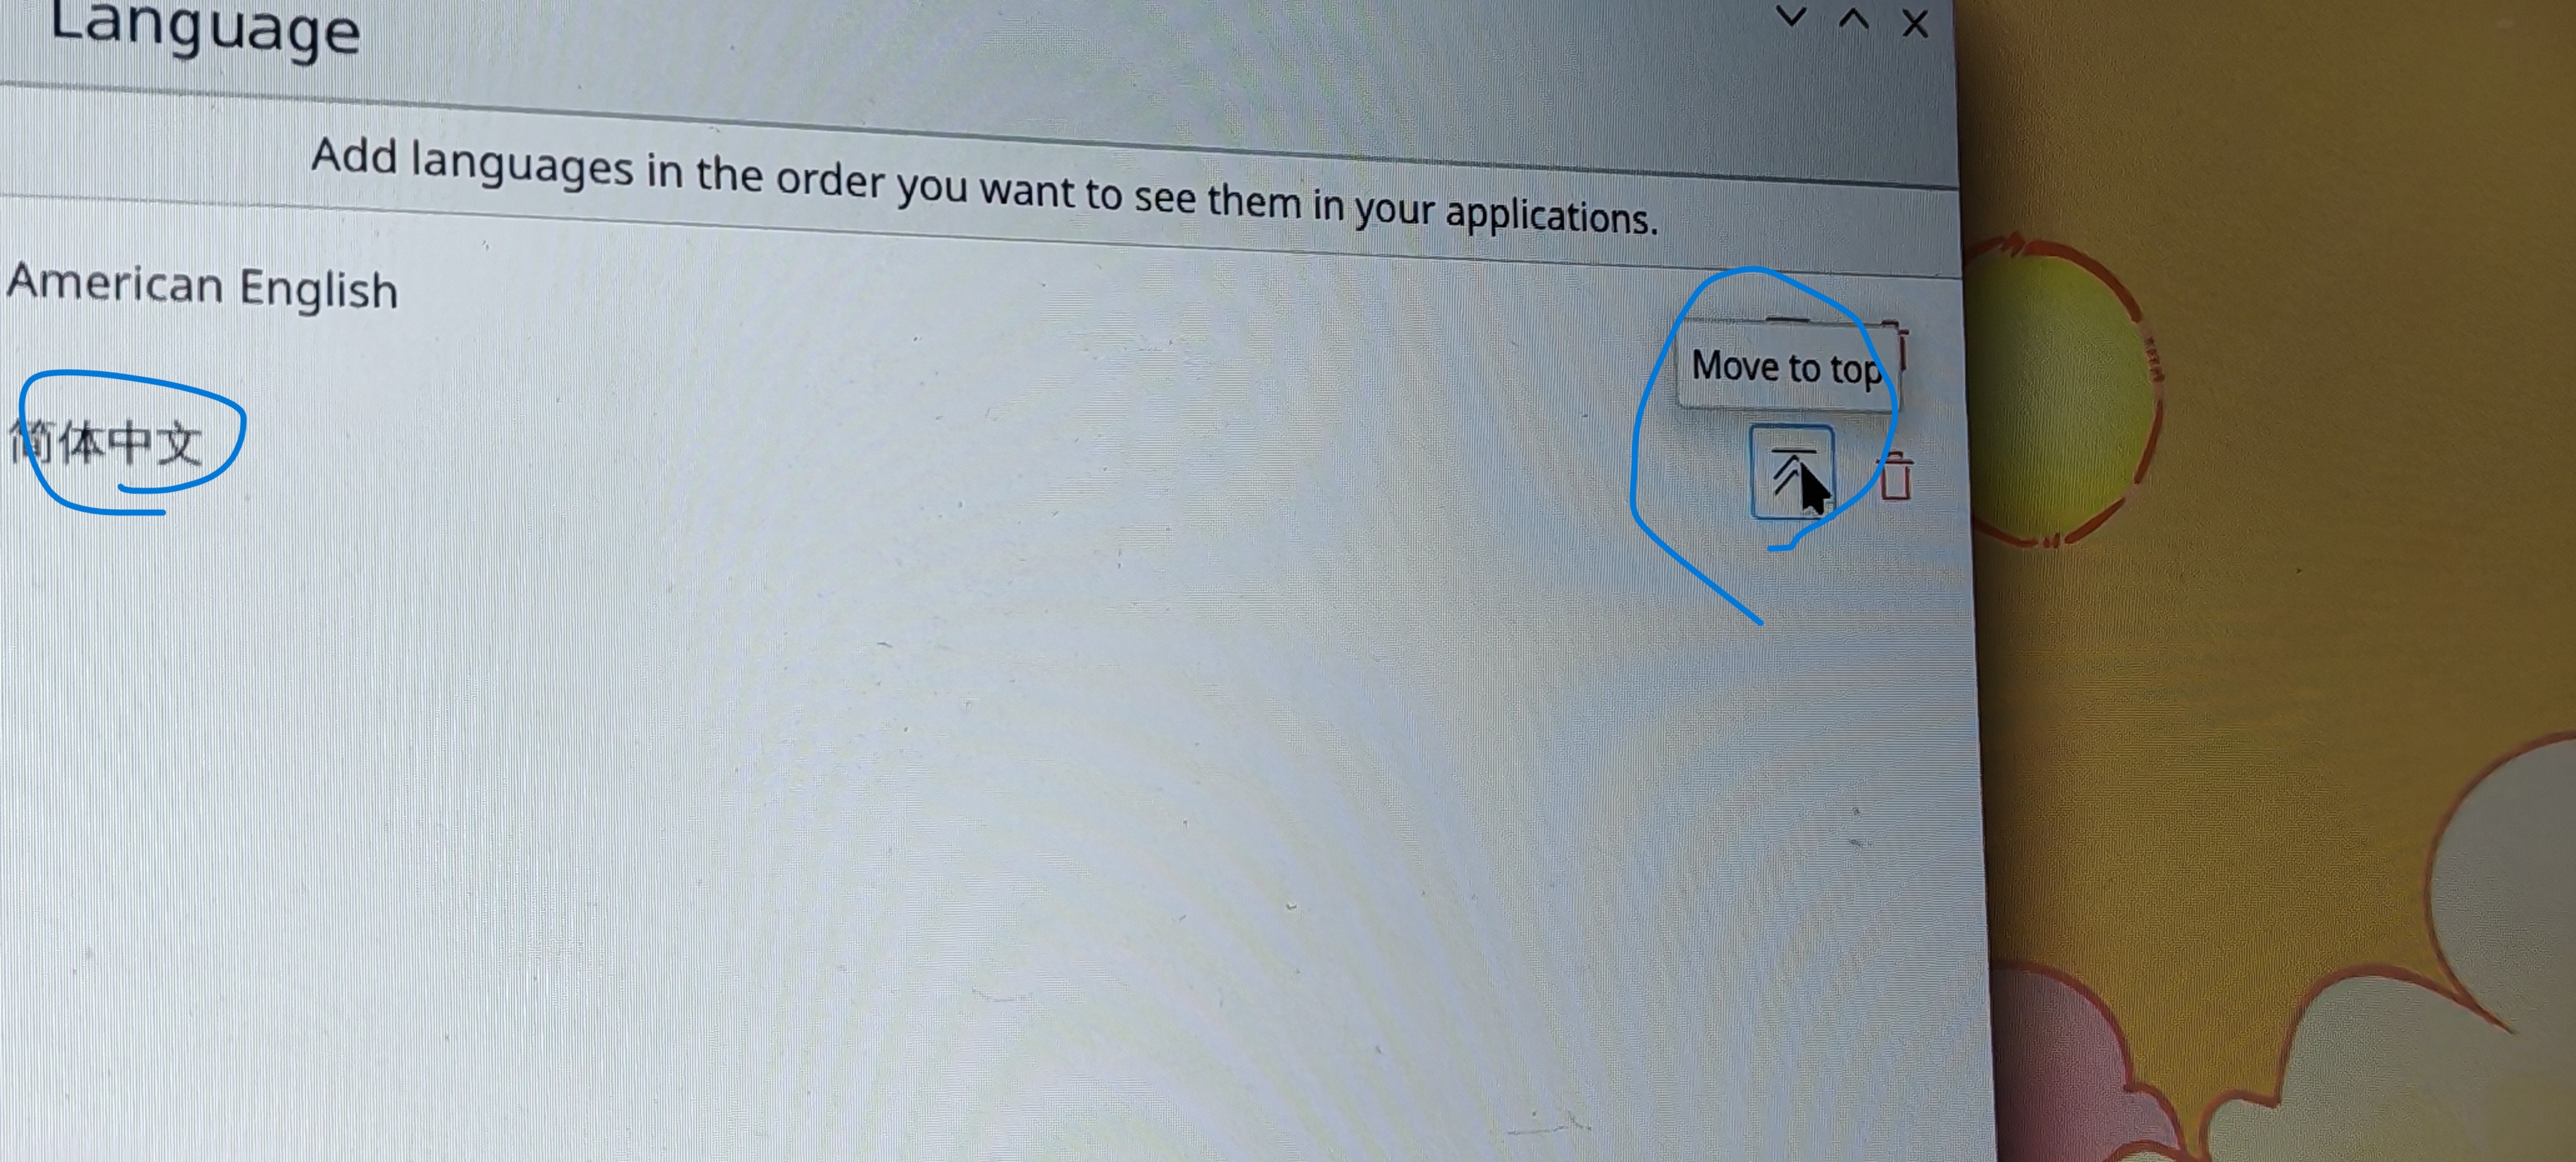 Language
Add languages in the order you want to see them in your applications.
American English
Move to top
简体中文